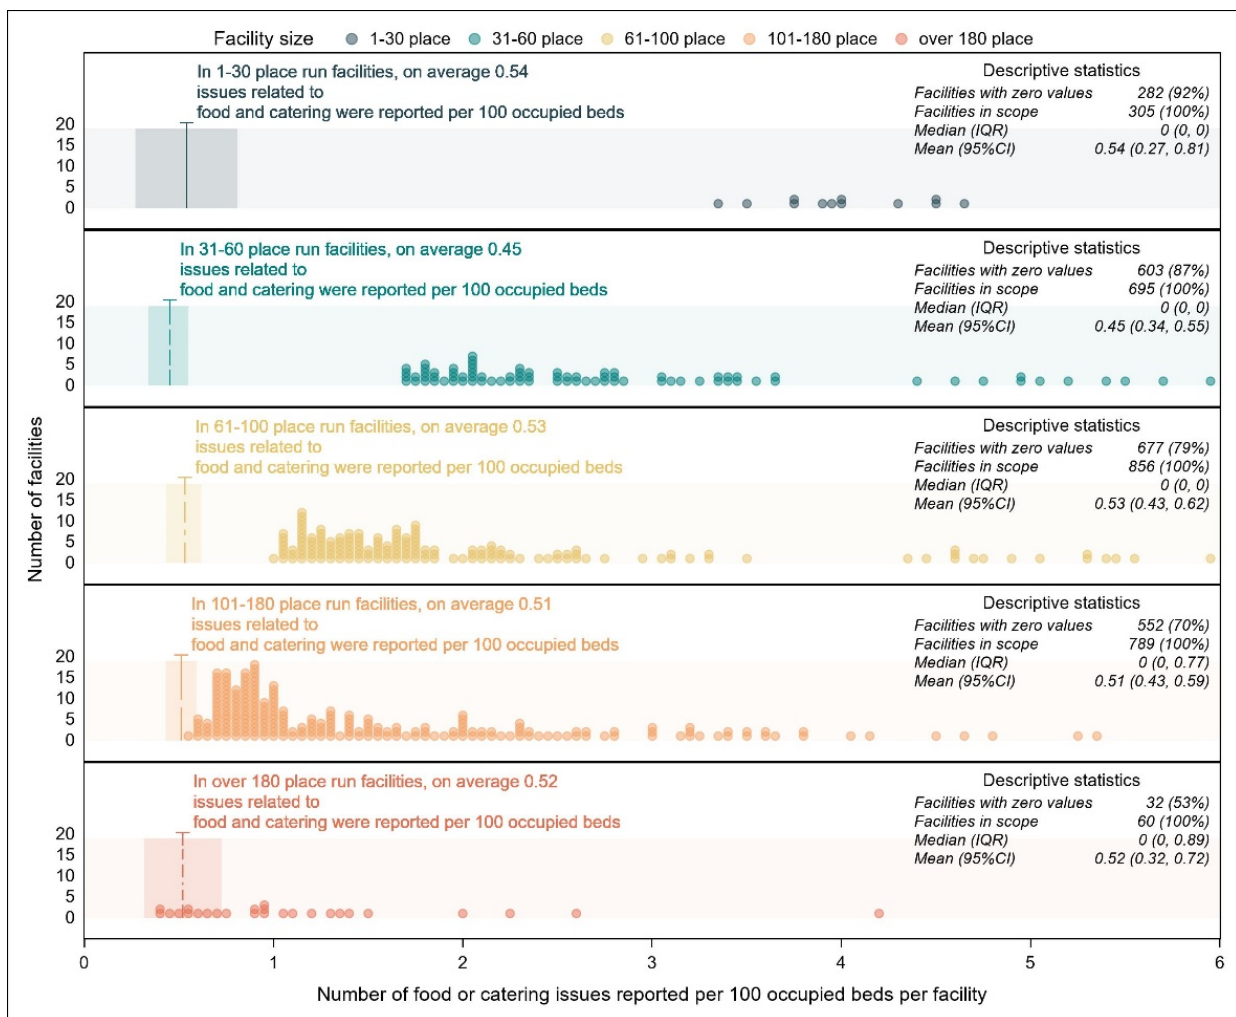 Facility size 1-30 place 31-60 place 61-100 place 101-180 place over 180 place
In 1-30 place run facilities, on average 0.54
issues related to
food and catering were reported per 100 occupied beds
Descriptive statistics
Facilities with zero values 282 (92%)
Facilities in scope 305 (100%)
Median (IQR) 0 (0, 0)
Mean (95%CI) 0.54 (0.27, 0.81)
20
15
10
5
0
In 31-60 place run facilities, on average 0.45
issues related to
food and catering were reported per 100 occupied beds
Descriptive statistics
Facilities with zero values 603 (87%)
Facilities in scope 695 (100%)
Median (IQR) 0 (0, 0)
Mean (95%CI) 0.45 (0.34, 0.55)
20
15
10
5
0
Number of facilities
In 61-100 place run facilities, on average 0.53
issues related to
food and catering were reported per 100 occupied beds
Descriptive statistics
Facilities with zero values 677 (79%)
Facilities in scope 856 (100%)
Median (IQR) 0 (0, 0)
Mean (95%CI) 0.53 (0.43, 0.62)
20
15
10
5
0
In 101-180 place run facilities, on average 0.51
issues related to
food and catering were reported per 100 occupied beds
Descriptive statistics
Facilities with zero values 552 (70%)
Facilities in scope 789 (100%)
Median (IQR) 0 (0, 0.77)
Mean (95%CI) 0.51 (0.43, 0.59)
20
15
10
5
0
In over 180 place run facilities, on average 0.52
issues related to
food and catering were reported per 100 occupied beds
Descriptive statistics
Facilities with zero values 32 (53%)
Facilities in scope 60 (100%)
Median (IQR) 0 (0, 0.89)
Mean (95%CI) 0.52 (0.32, 0.72)
20
15
10
5
0
0 1 2 3 4 5 6
Number of food or catering issues reported per 100 occupied beds per facility